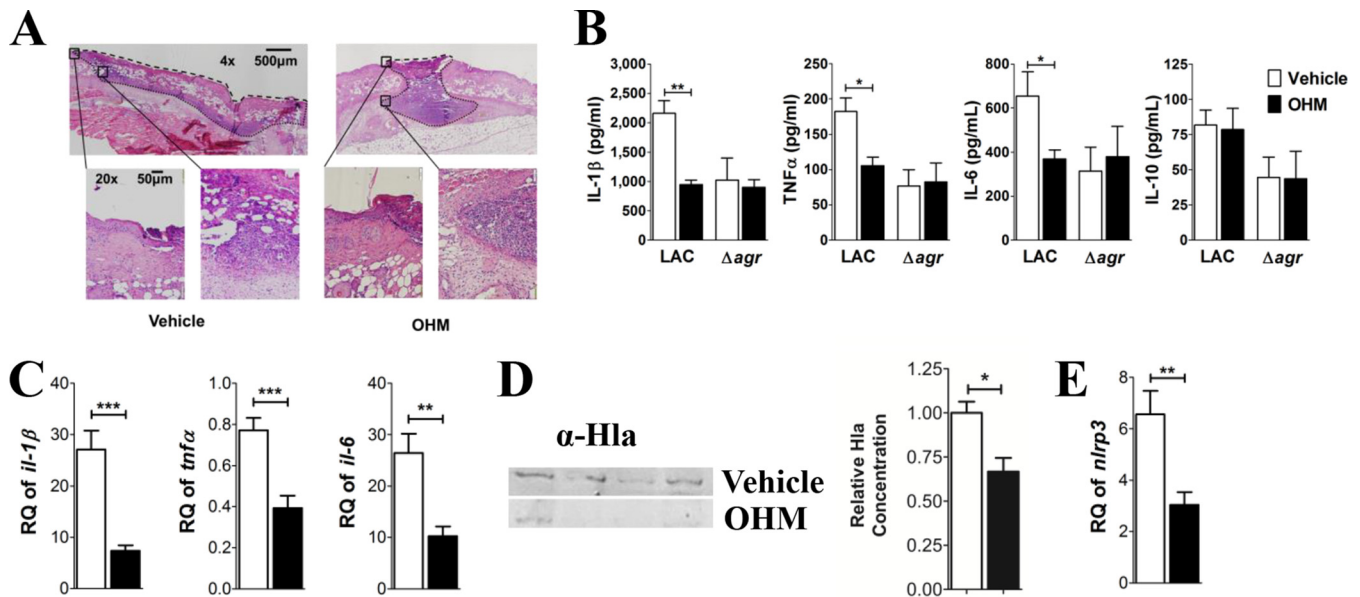 A
4x
500µm
20x
50µm
Vehicle
OHM
B
IL-1β (pg/ml)
3,000
2,500
2,000
1,500
1,000
500
0
**
LAC
Δagr
TNFα (pg/ml)
250
200
150
100
50
0
*
LAC
Δagr
IL-6 (pg/mL)
800
600
400
200
0
*
LAC
Δagr
IL-10 (pg/mL)
125
100
75
50
25
0
LAC
Δagr
Vehicle
OHM
C
RQ of il-1β
40
30
20
10
0
***
RQ of tnfα
1.0
0.8
0.6
0.4
0.2
0.0
***
RQ of il-6
40
30
20
10
0
**
D
α-Hla
Vehicle
OHM
Relative Hla
Concentration
1.25
1.00
0.75
0.50
0.25
0.00
*
E
RQ of nlrp3
8
6
4
2
0
**